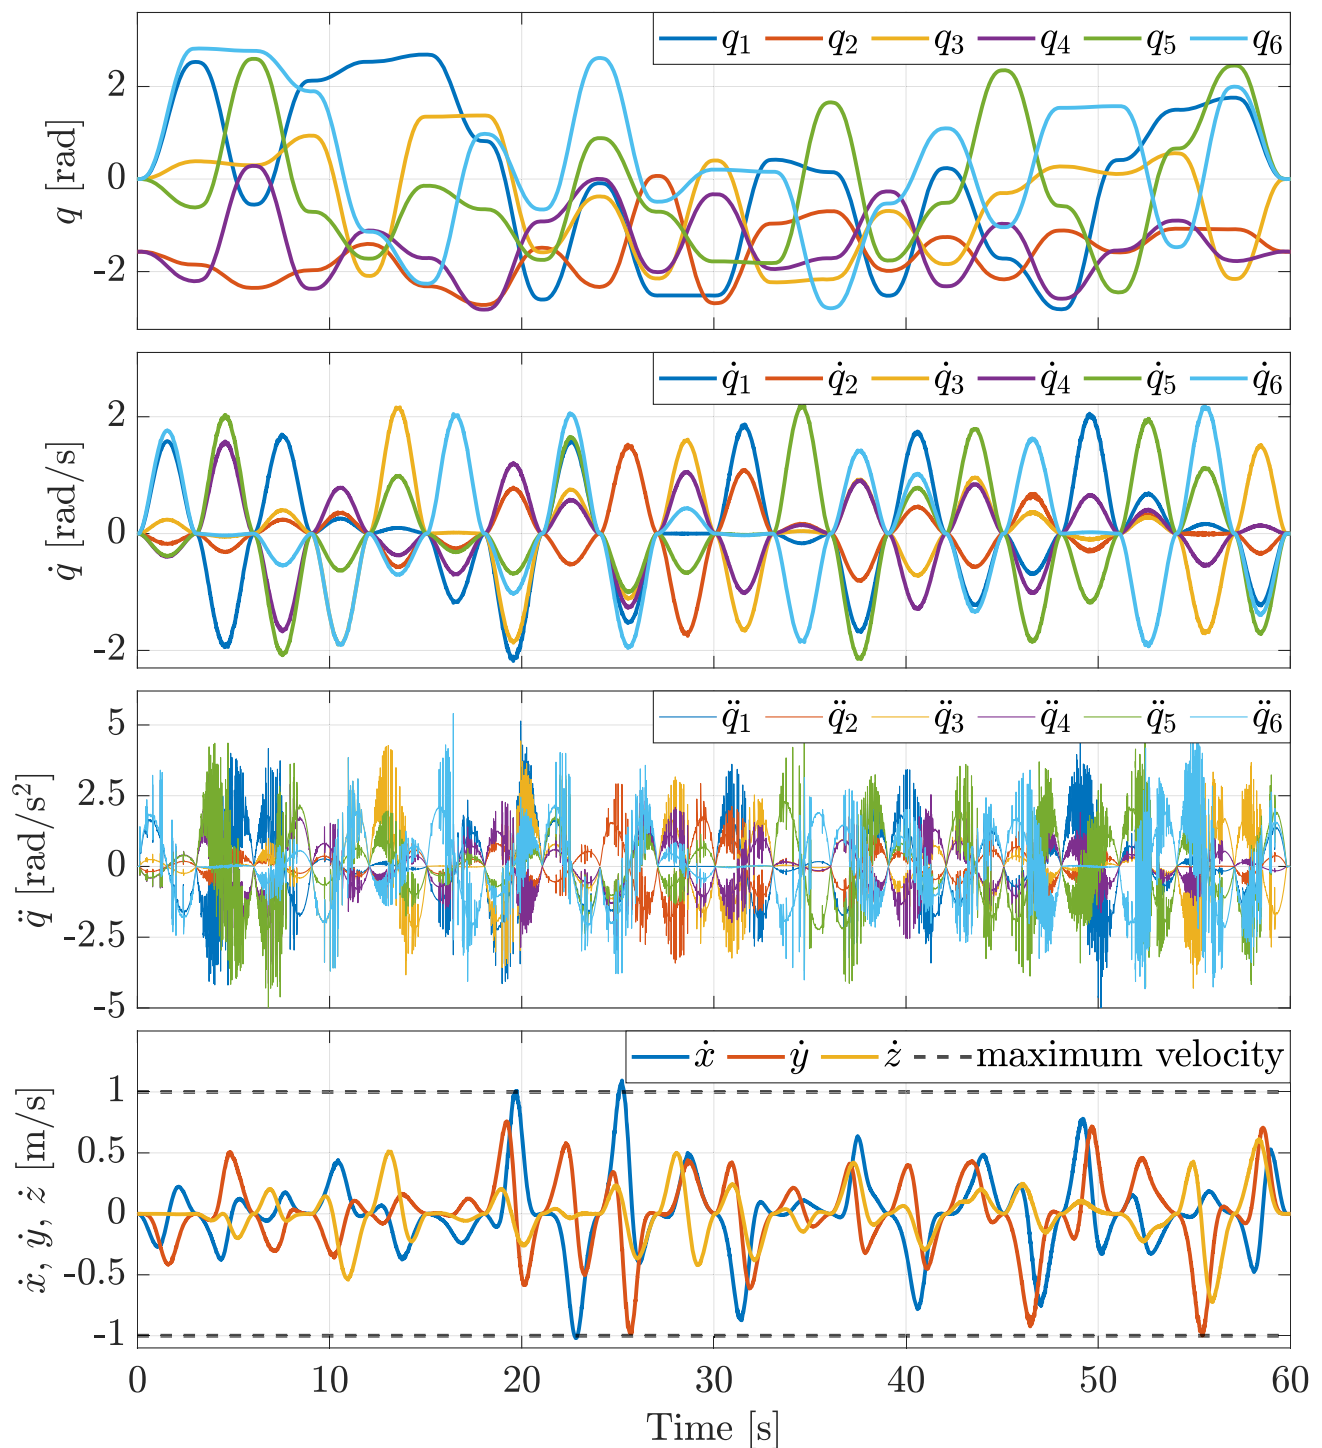 q₁ q₂ q₃ q₄ q₅ q₆
2
0
-2
q [rad]
q̇₁ q̇₂ q̇₃ q̇₄ q̇₅ q̇₆
2
0
-2
q̇ [rad/s]
q̈₁ q̈₂ q̈₃ q̈₄ q̈₅ q̈₆
5
2.5
0
-2.5
-5
q̈ [rad/s²]
ẋ ẏ ż maximum velocity
1
0.5
0
-0.5
-1
ẋ, ẏ, ż [m/s]
0 10 20 30 40 50 60
Time [s]